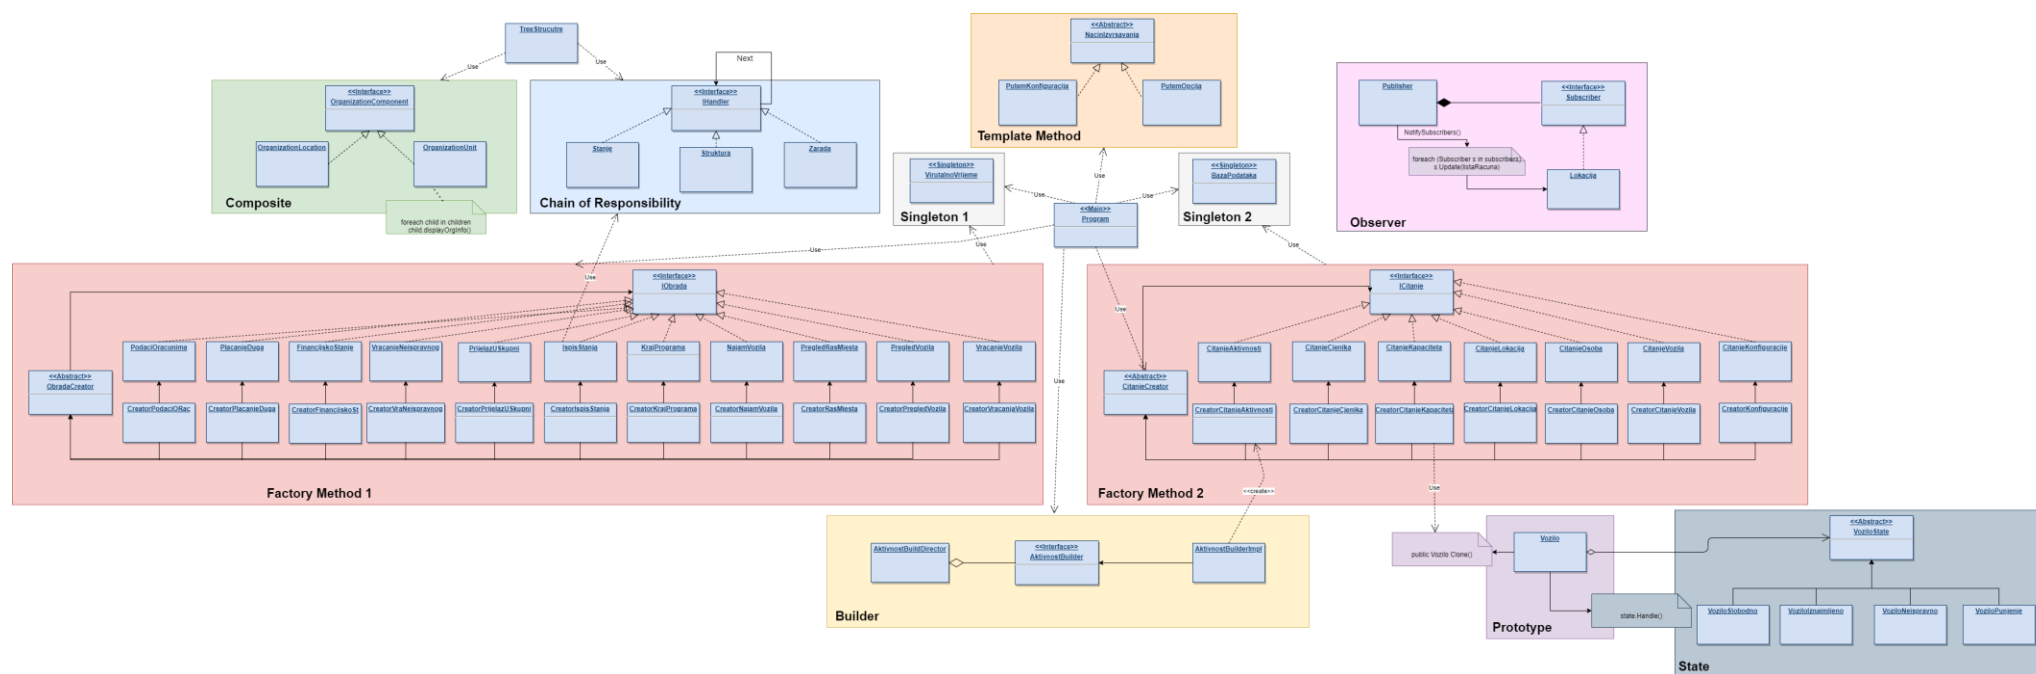 TreeStrucutre
Use
Use
<<Interface>>
OrganizationComponent
OrganizationLocation
OrganizationUnit
Composite
foreach child in children
child.displayOrgInfo()
Next
<<Interface>>
IHandler
Stanje
Struktura
Zarada
Chain of Responsibility
<<Abstract>>
NacinIzvrsavanja
PutemKonfiguracija
PutemOpcija
Template Method
<<Singleton>>
VirutalnoVrijeme
Singleton 1
Use
Use
Use
<<Singleton>>
BazaPodataka
Singleton 2
<<Main>>
Program
Publisher
<<Interface>>
Subscriber
NotifySubscribers()
foreach (Subscriber s in subscribers)
s.Update(listaRacuna)
Lokacija
Observer
Use
Use
Use
Use
Use
Use
<<Interface>>
IObrada
PodaciOracunima
PlacanjeDuga
FinancijskoStanje
VracanjeNeispravnog
PrijelazUSkupni
IspisStanja
KrajPrograma
NajamVozila
PregledRasMjesta
PregledVozila
VracanjeVozila
<<Abstract>>
ObradaCreator
CreatorPodaciORac
CreatorPlacanjeDuga
CreatorFinancijskoSt
CreatorVraNeispravnog
CreatorPrijelazUSkupni
CreatorIspisStanja
CreatorKrajPrograma
CreatorNajamVozila
CreatorRasMjesta
CreatorPregledVozila
CreatorVracanjaVozila
Factory Method 1
<<Interface>>
ICitanje
CitanjeAktivnosti
CitanjeCjenika
CitanjeKapaciteta
CitanjeLokacija
CitanjeOsoba
CitanjeVozila
CitanjeKonfiguracije
<<Abstract>>
CitanjeCreator
CreatorCitanjeAktivnosti
CreatorCitanjeCjenika
CreatorCitanjeKapaciteta
CreatorCitanjeLokacija
CreatorCitanjeOsoba
CreatorCitanjeVozila
CreatorKonfiguracije
Factory Method 2
<<create>>
Use
AktivnostBuildDirector
<<Interface>>
AktivnostBuilder
AktivnostBuilderImpl
Builder
public Vozilo Clone()
Vozilo
state.Handle()
Prototype
<<Abstract>>
VoziloState
VoziloSlobodno
VoziloIznajmljeno
VoziloNeispravno
VoziloPunjenje
State